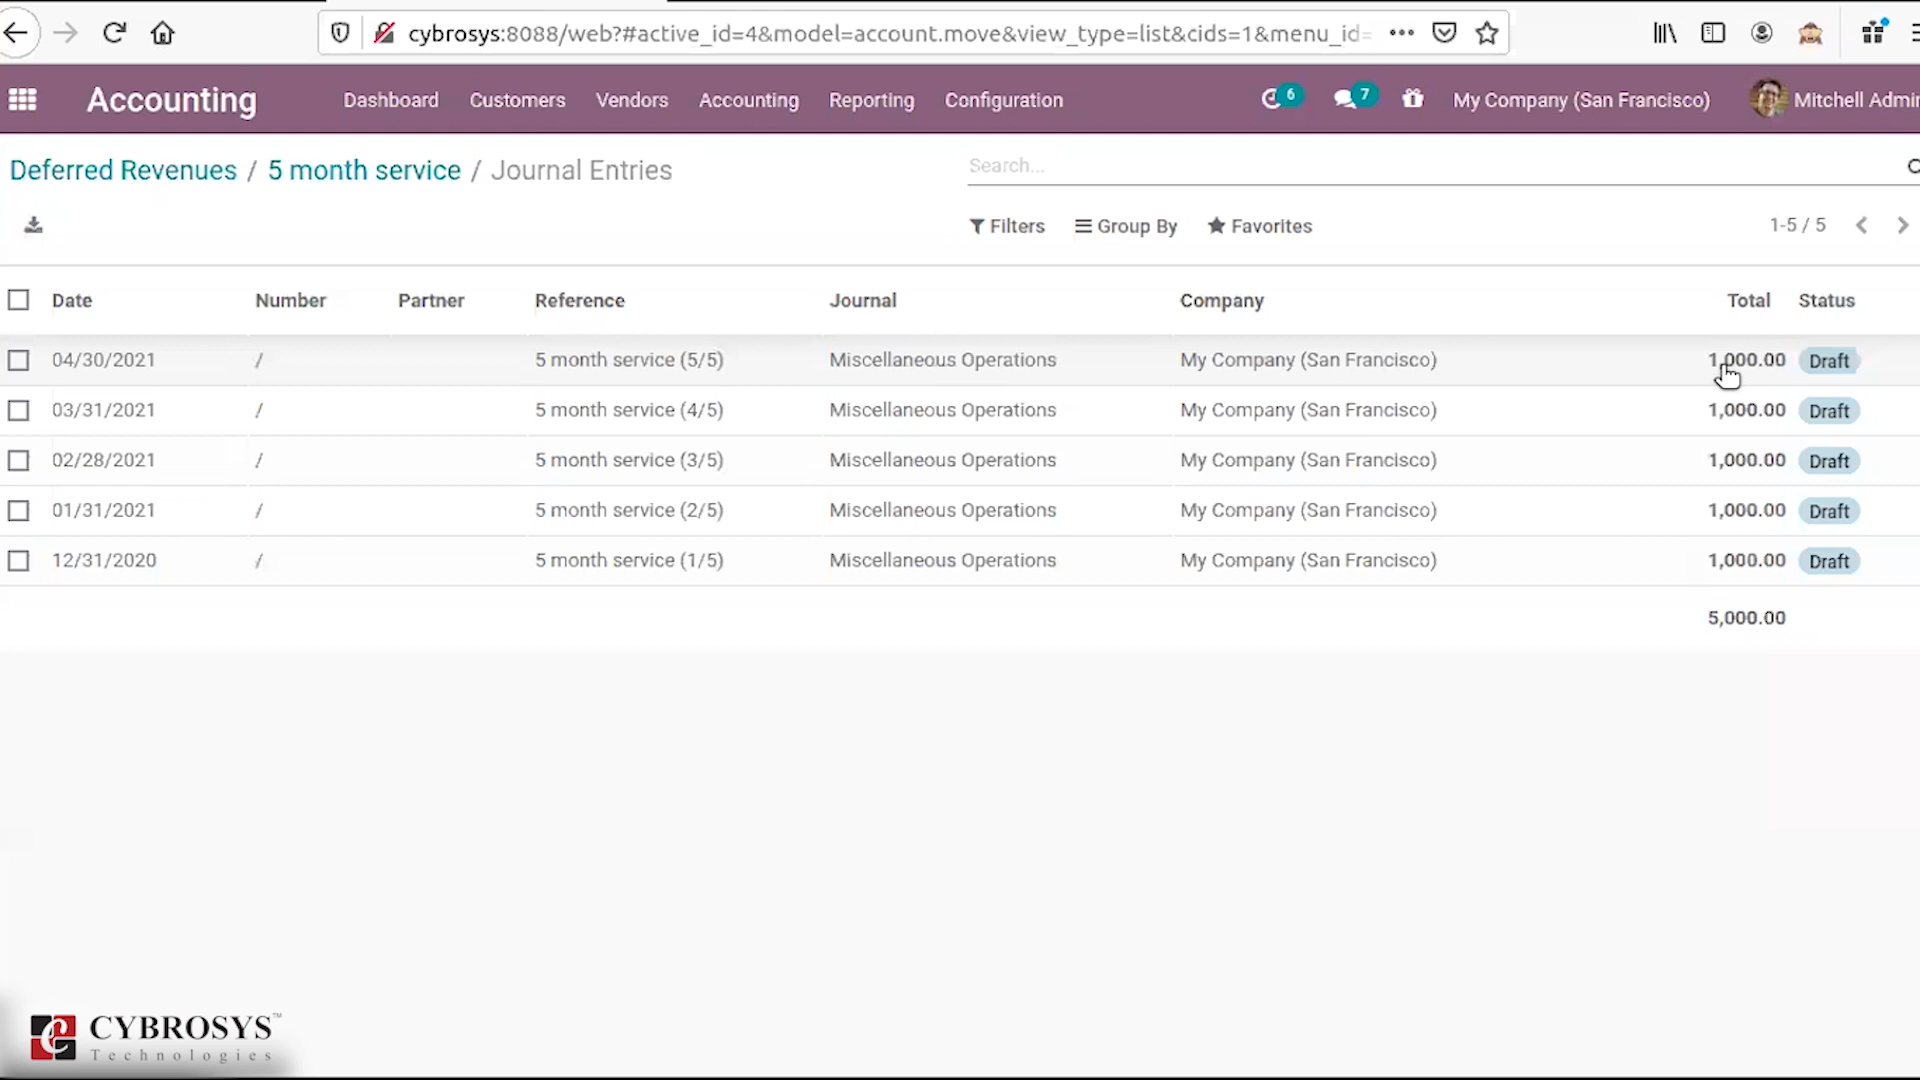 cybrosys:8088/web?#active_id=4&model=account.move&view_type=list&cids=1&menu_id=
Accounting Dashboard Customers Vendors Accounting Reporting Configuration 6 7 My Company (San Francisco) Mitchell Admin
Deferred Revenues / 5 month service / Journal Entries Search...
Filters Group By Favorites 1-5 / 5
Date Number Partner Reference Journal Company Total Status
04/30/2021 / 5 month service (5/5) Miscellaneous Operations My Company (San Francisco) 1,000.00 Draft
03/31/2021 / 5 month service (4/5) Miscellaneous Operations My Company (San Francisco) 1,000.00 Draft
02/28/2021 / 5 month service (3/5) Miscellaneous Operations My Company (San Francisco) 1,000.00 Draft
01/31/2021 / 5 month service (2/5) Miscellaneous Operations My Company (San Francisco) 1,000.00 Draft
12/31/2020 / 5 month service (1/5) Miscellaneous Operations My Company (San Francisco) 1,000.00 Draft
5,000.00
CYBROSYS™
Technologies